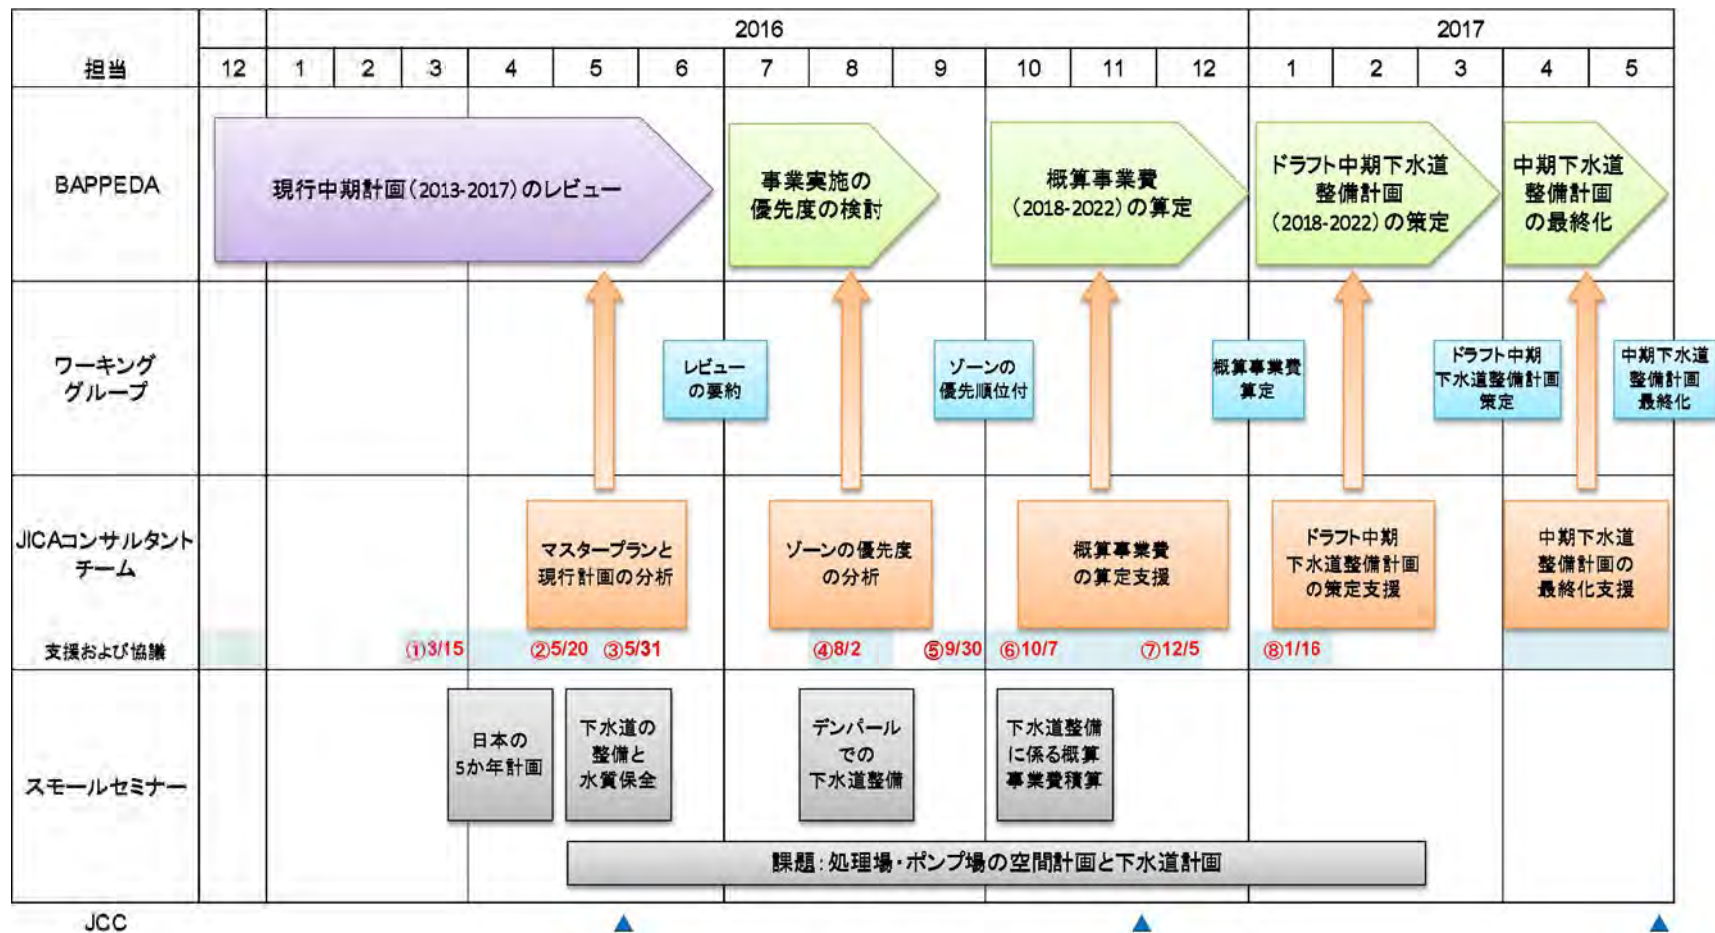 2016
2017
担当
12
1
2
3
4
5
6
7
8
9
10
11
12
1
2
3
4
5
BAPPEDA
現行中期計画(2013-2017)のレビュー
事業実施の
優先度の検討
概算事業費
(2018-2022)の算定
ドラフト中期下水道
整備計画
(2018-2022)の策定
中期下水道
整備計画
の最終化
ワーキング
グループ
レビュー
の要約
ゾーンの
優先順位付
概算事業費
算定
ドラフト中期
下水道整備計画
策定
中期下水道
整備計画
最終化
JICAコンサルタント
チーム
マスタープランと
現行計画の分析
ゾーンの優先度
の分析
概算事業費
の算定支援
ドラフト中期
下水道整備計画
の策定支援
中期下水道
整備計画の
最終化支援
支援および協議
①3/15
②5/20
③5/31
④8/2
⑤9/30
⑥10/7
⑦12/5
⑧1/16
スモールセミナー
日本の
5か年計画
下水道の
整備と
水質保全
デンパール
での
下水道整備
下水道整備
に係る概算
事業費積算
課題:処理場・ポンプ場の空間計画と下水道計画
JCC